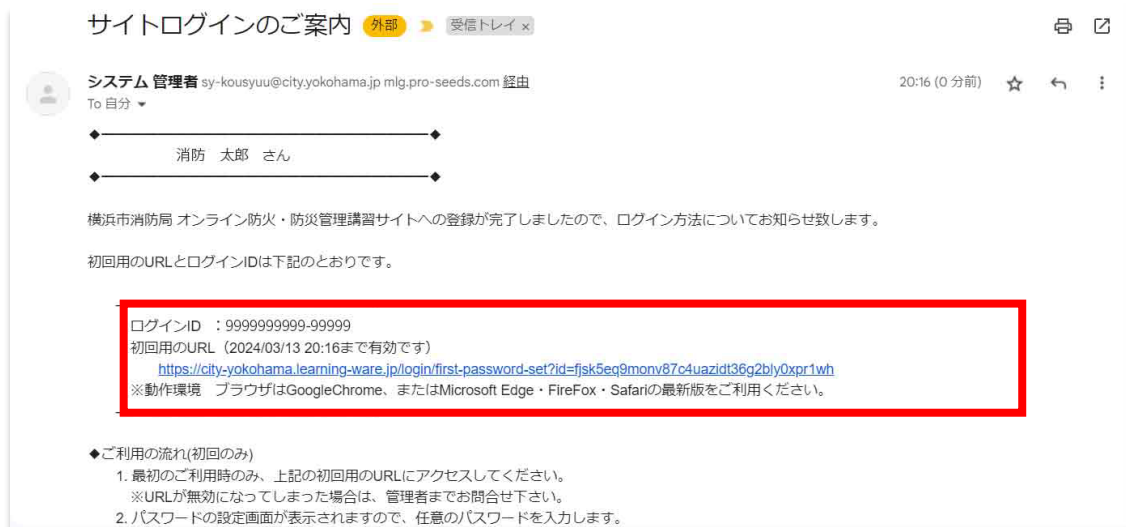 サイトログインのご案内 外部 受信トレイ ×
システム 管理者 sy-kousyuu@city.yokohama.jp mlg.pro-seeds.com 経由 20:16 (0 分前)
To 自分
消防　太郎　さん
横浜市消防局 オンライン防火・防災管理講習サイトへの登録が完了しましたので、ログイン方法についてお知らせ致します。
初回用のURLとログインIDは下記のとおりです。
ログインID ：9999999999-99999
初回用のURL（2024/03/13 20:16まで有効です）
https://city-yokohama.learning-ware.jp/login/first-password-set?id=fjsk5eq9monv87c4uazidt36g2bly0xpr1wh
※動作環境　ブラウザはGoogleChrome、またはMicrosoft Edge・FireFox・Safariの最新版をご利用ください。
◆ご利用の流れ(初回のみ)
1. 最初のご利用時のみ、上記の初回用のURLにアクセスしてください。
※URLが無効になってしまった場合は、管理者までお問合せ下さい。
2. パスワードの設定画面が表示されますので、任意のパスワードを入力します。